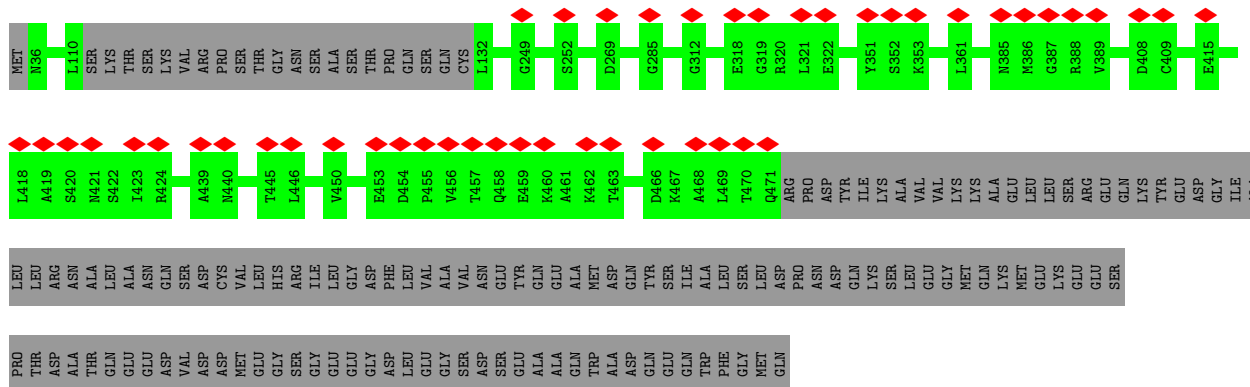 MET N36 L110 SER LYS THR SER LYS VAL ARG PRO SER THR GLY ASN SER ALA SER THR PRO GLN SER GLN CYS L132 G249 S252 D269 G285 G312 E318 G319 R320 L321 E322 Y351 S352 K353 L361 N385 M386 G387 R388 V389 D408 C409 E415
L418 A419 S420 N421 S422 I423 R424 A439 N440 T445 L446 V450 E453 D454 P455 V456 T457 Q458 E459 K460 A461 K462 T463 D466 K467 A468 L469 T470 Q471 ARG PRO ASP TYR ILE LYS ALA VAL VAL LYS LYS ALA GLU LEU LEU SER ARG GLU GLN LYS TYR GLU ASP GLY ILE
LEU LEU ARG ASN ALA LEU ALA ASN GLN SER ASP CYS VAL LEU HIS ARG ILE LEU GLY ASP PHE LEU VAL ALA VAL ASN GLU TYR GLN GLU ALA MET ASP GLN TYR SER ILE ALA LEU SER LEU ASP PRO ASN ASP GLN LYS SER LEU GLU GLY MET GLN LYS MET GLU LYS GLU GLU SER
PRO THR ASP ALA THR GLN GLU GLU ASP VAL ASP ASP MET GLU GLY SER GLY GLU GLU GLY ASP LEU GLU GLY SER ASP SER GLU ALA ALA GLN TRP ALA ASP GLN GLU GLN TRP PHE GLY MET GLN